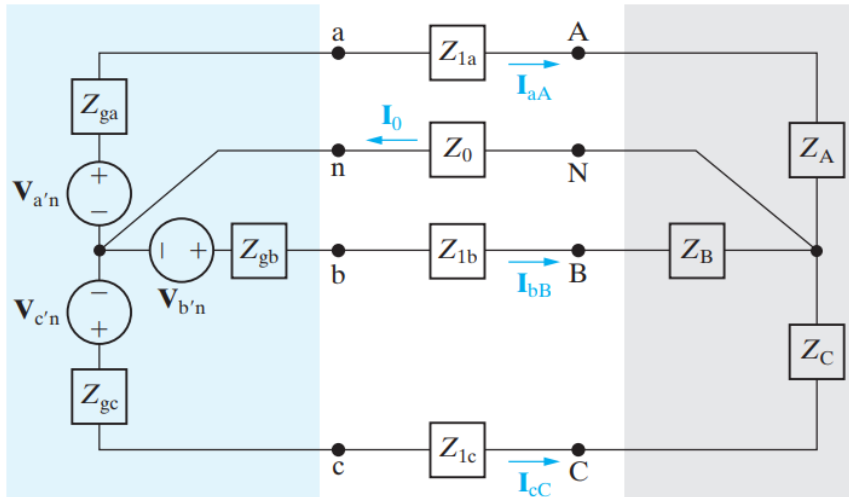 a
Z1a
A
IaA
Zga
I0
n
Z0
N
ZA
+
Va′n
−
− +
Zgb
b
Z1b
B
ZB
Vb′n
IbB
−
Vc′n
+
ZC
Zgc
c
Z1c
C
IcC